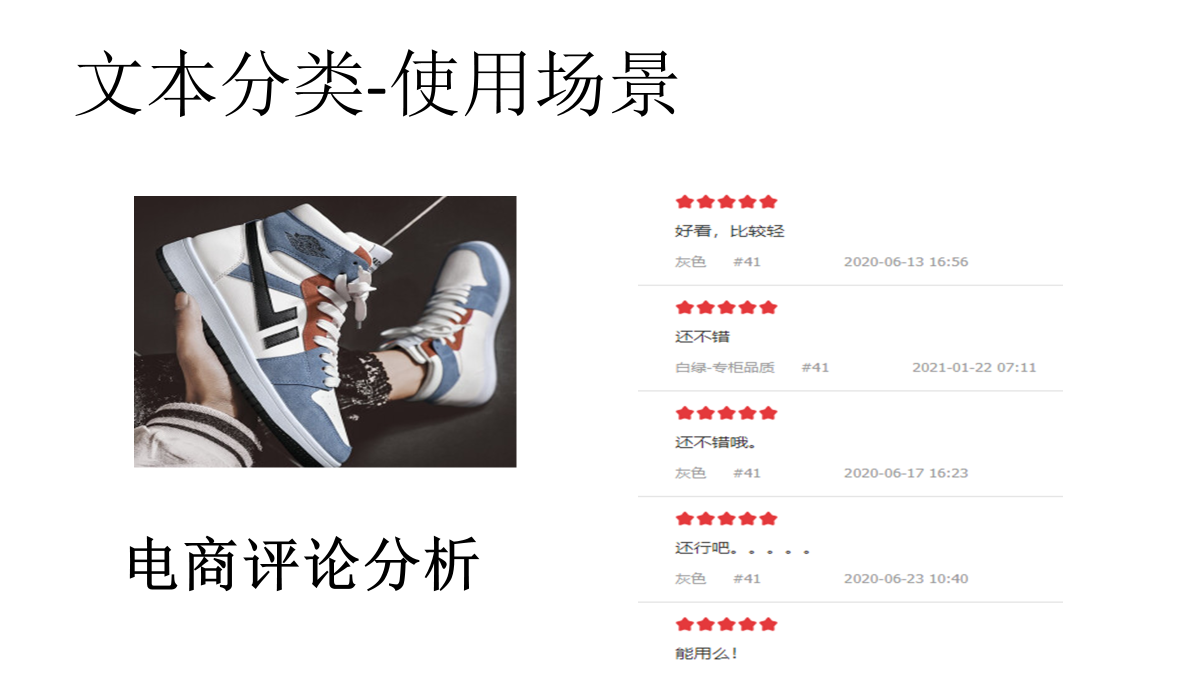 文本分类-使用场景
好看，比较轻
灰色 #41 2020-06-13 16:56
还不错
白绿-专柜品质 #41 2021-01-22 07:11
还不错哦。
灰色 #41 2020-06-17 16:23
还行吧。。。。。
灰色 #41 2020-06-23 10:40
能用么！
电商评论分析